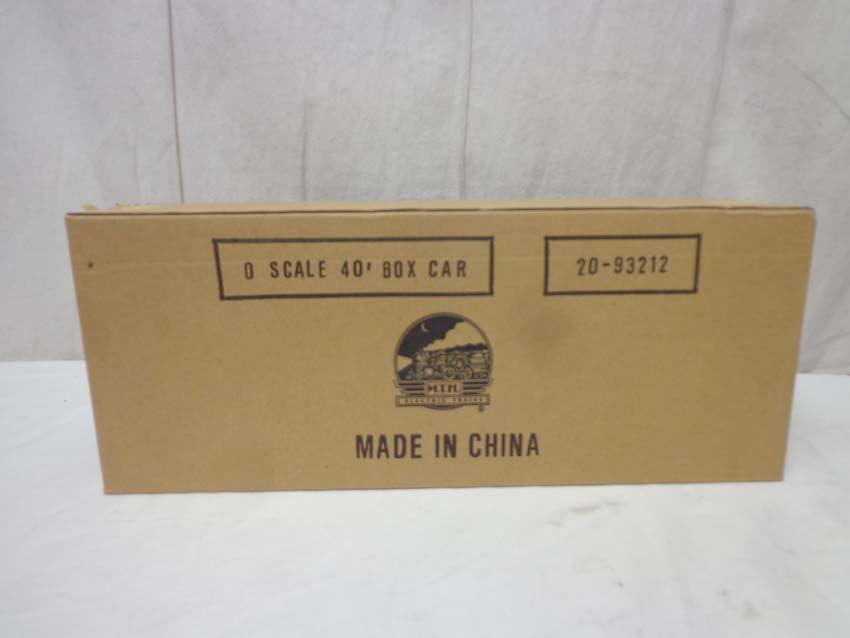 O SCALE 40' BOX CAR
20-93212
M.T.H.
ELECTRIC TRAINS
®
MADE IN CHINA